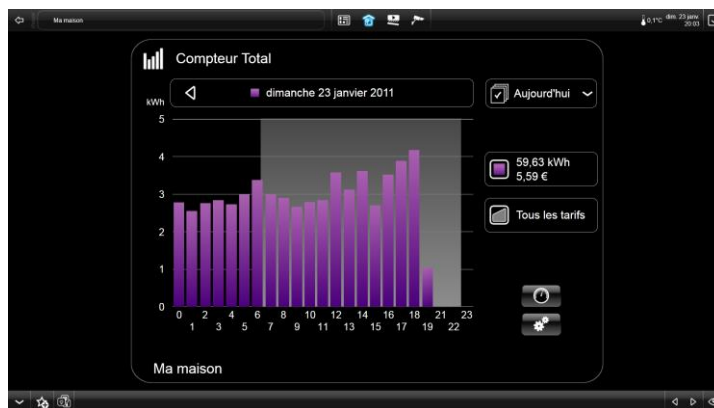 Ma maison
0,1°C
dim. 23 janv.
20:03
Compteur Total
dimanche 23 janvier 2011
Aujourd'hui
kWh
5
4
3
2
1
0
0 2 4 6 8 10 12 14 16 18 21 23
1 3 5 7 9 11 13 15 17 19 22
59,63 kWh
5,59 €
Tous les tarifs
Ma maison